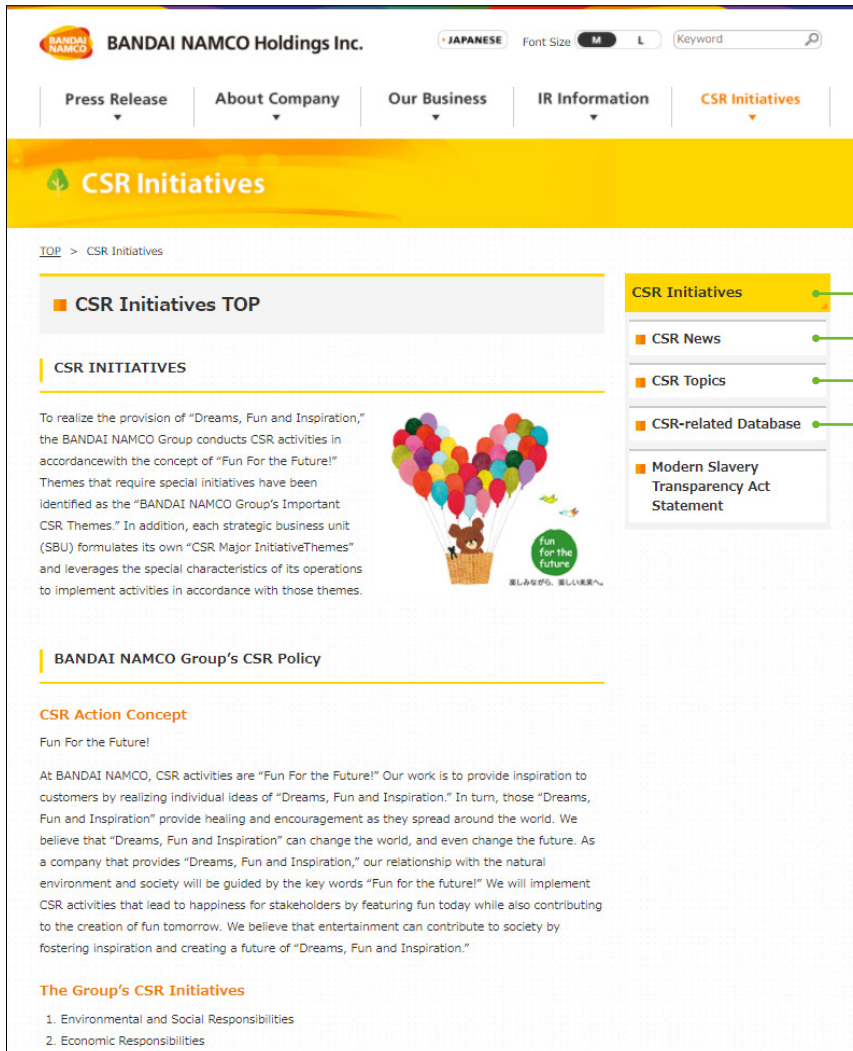 BANDAI NAMCO
BANDAI NAMCO Holdings Inc.
JAPANESE
Font Size M L
Keyword
Press Release
About Company
Our Business
IR Information
CSR Initiatives
CSR Initiatives
TOP > CSR Initiatives
CSR Initiatives TOP
CSR INITIATIVES
To realize the provision of “Dreams, Fun and Inspiration,”
the BANDAI NAMCO Group conducts CSR activities in
accordancewith the concept of “Fun For the Future!”
Themes that require special initiatives have been
identified as the “BANDAI NAMCO Group’s Important
CSR Themes.” In addition, each strategic business unit
(SBU) formulates its own “CSR Major InitiativeThemes”
and leverages the special characteristics of its operations
to implement activities in accordance with those themes.
fun
for the
future
楽しみながら、楽しい未来へ。
CSR Initiatives
CSR News
CSR Topics
CSR-related Database
Modern Slavery
Transparency Act
Statement
BANDAI NAMCO Group’s CSR Policy
CSR Action Concept
Fun For the Future!
At BANDAI NAMCO, CSR activities are “Fun For the Future!” Our work is to provide inspiration to
customers by realizing individual ideas of “Dreams, Fun and Inspiration.” In turn, those “Dreams,
Fun and Inspiration” provide healing and encouragement as they spread around the world. We
believe that “Dreams, Fun and Inspiration” can change the world, and even change the future. As
a company that provides “Dreams, Fun and Inspiration,” our relationship with the natural
environment and society will be guided by the key words “Fun for the future!” We will implement
CSR activities that lead to happiness for stakeholders by featuring fun today while also contributing
to the creation of fun tomorrow. We believe that entertainment can contribute to society by
fostering inspiration and creating a future of “Dreams, Fun and Inspiration.”
The Group’s CSR Initiatives
1. Environmental and Social Responsibilities
2. Economic Responsibilities